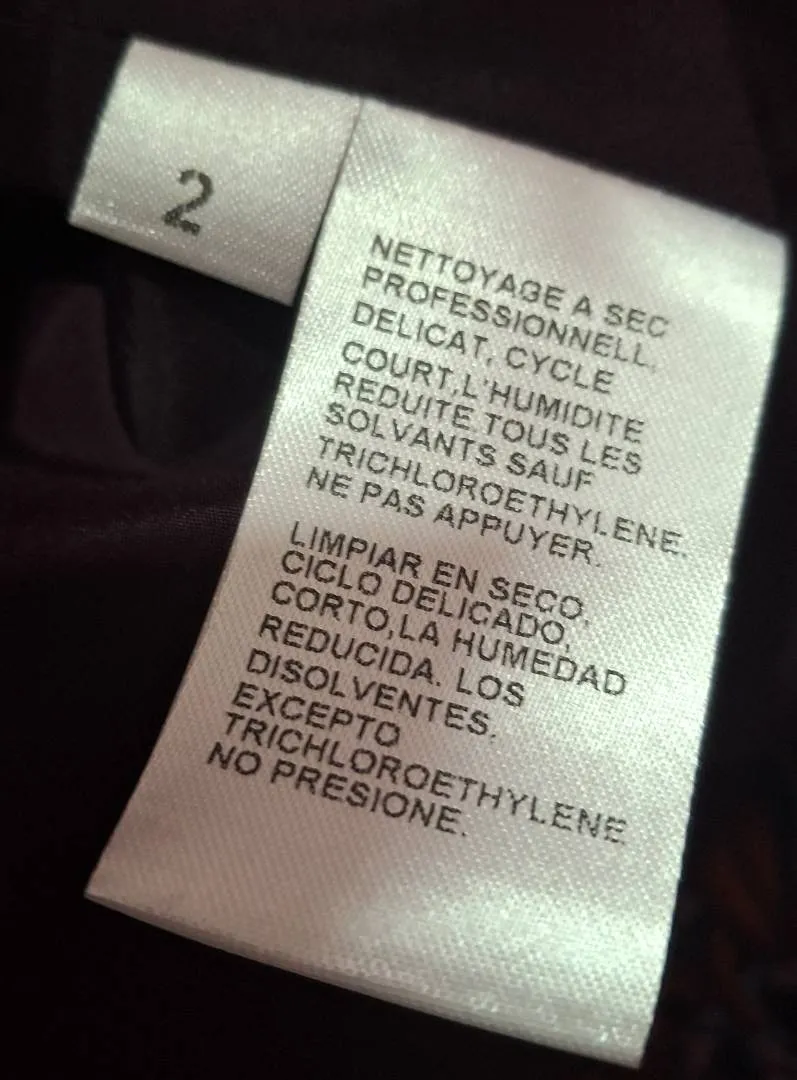 2
NETTOYAGE A SEC
PROFESSIONNELL,
DELICAT, CYCLE
COURT,L'HUMIDITE
REDUITE TOUS LES
SOLVANTS SAUF
TRICHLOROETHYLENE.
NE PAS APPUYER.
LIMPIAR EN SECO,
CICLO DELICADO,
CORTO,LA HUMEDAD
REDUCIDA. LOS
DISOLVENTES.
EXCEPTO
TRICHLOROETHYLENE
NO PRESIONE.